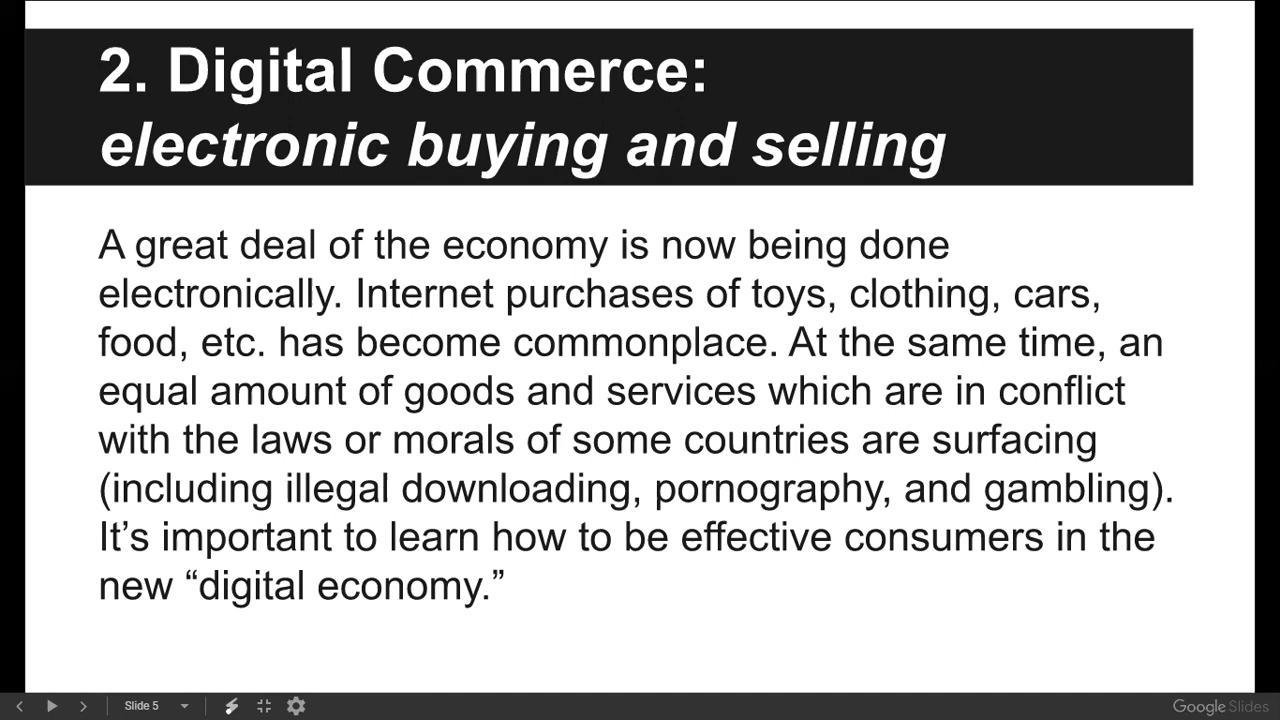 2. Digital Commerce:
electronic buying and selling
A great deal of the economy is now being done
electronically. Internet purchases of toys, clothing, cars,
food, etc. has become commonplace. At the same time, an
equal amount of goods and services which are in conflict
with the laws or morals of some countries are surfacing
(including illegal downloading, pornography, and gambling).
It’s important to learn how to be effective consumers in the
new “digital economy.”
Slide 5
Google Slides